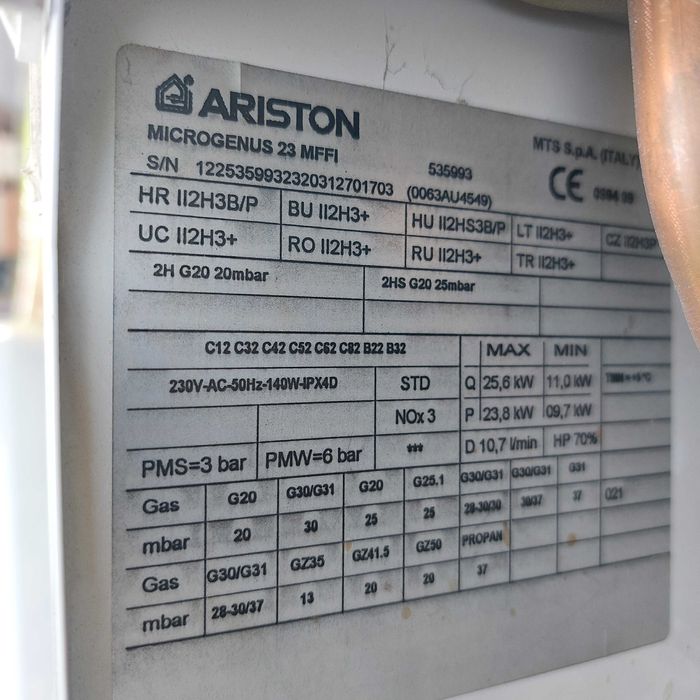 ARISTON
MICROGENUS 23 MFFI 535993 MTS S.p.A. (ITALY)
S/N 1225359932320312701703 (0063AU4549) CE
HR II2H3B/P BU II2H3+ HU II2HS3B/P LT II2H3+ CZ II2H3P
UC II2H3+ RO II2H3+ RU II2H3+ TR II2H3+
2H G20 20mbar 2HS G20 25mbar
C12 C32 C42 C52 C62 C82 B22 B32 MAX MIN
230V-AC-50Hz-140W-IPX4D STD Q 25,6 kW 11,0 kW
NOx 3 P 23,8 kW 09,7 kW
PMS=3 bar PMW=6 bar *** D 10,7 l/min HP 70%
Gas G20 G30/G31 G20 G25.1 G30/G31 G30/G31 G31
mbar 20 30 25 25 28-30/30 30/37 37 021
Gas G30/G31 GZ35 GZ41.5 GZ50 PROPAN
mbar 28-30/37 13 20 20 37